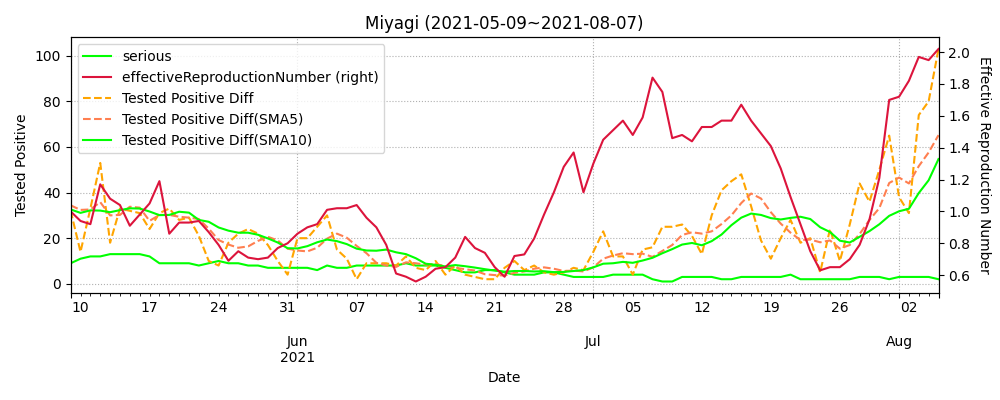 Miyagi (2021-05-09~2021-08-07)
serious
effectiveReproductionNumber (right)
Tested Positive Diff
Tested Positive Diff(SMA5)
Tested Positive Diff(SMA10)
Tested Positive
100
80
60
40
20
0
2.0
1.8
1.6
1.4
1.2
1.0
0.8
0.6
Effective Reproduction Number
10 17 24 31 07 14 21 28 05 12 19 26 02
Jun Jul Aug
2021
Date